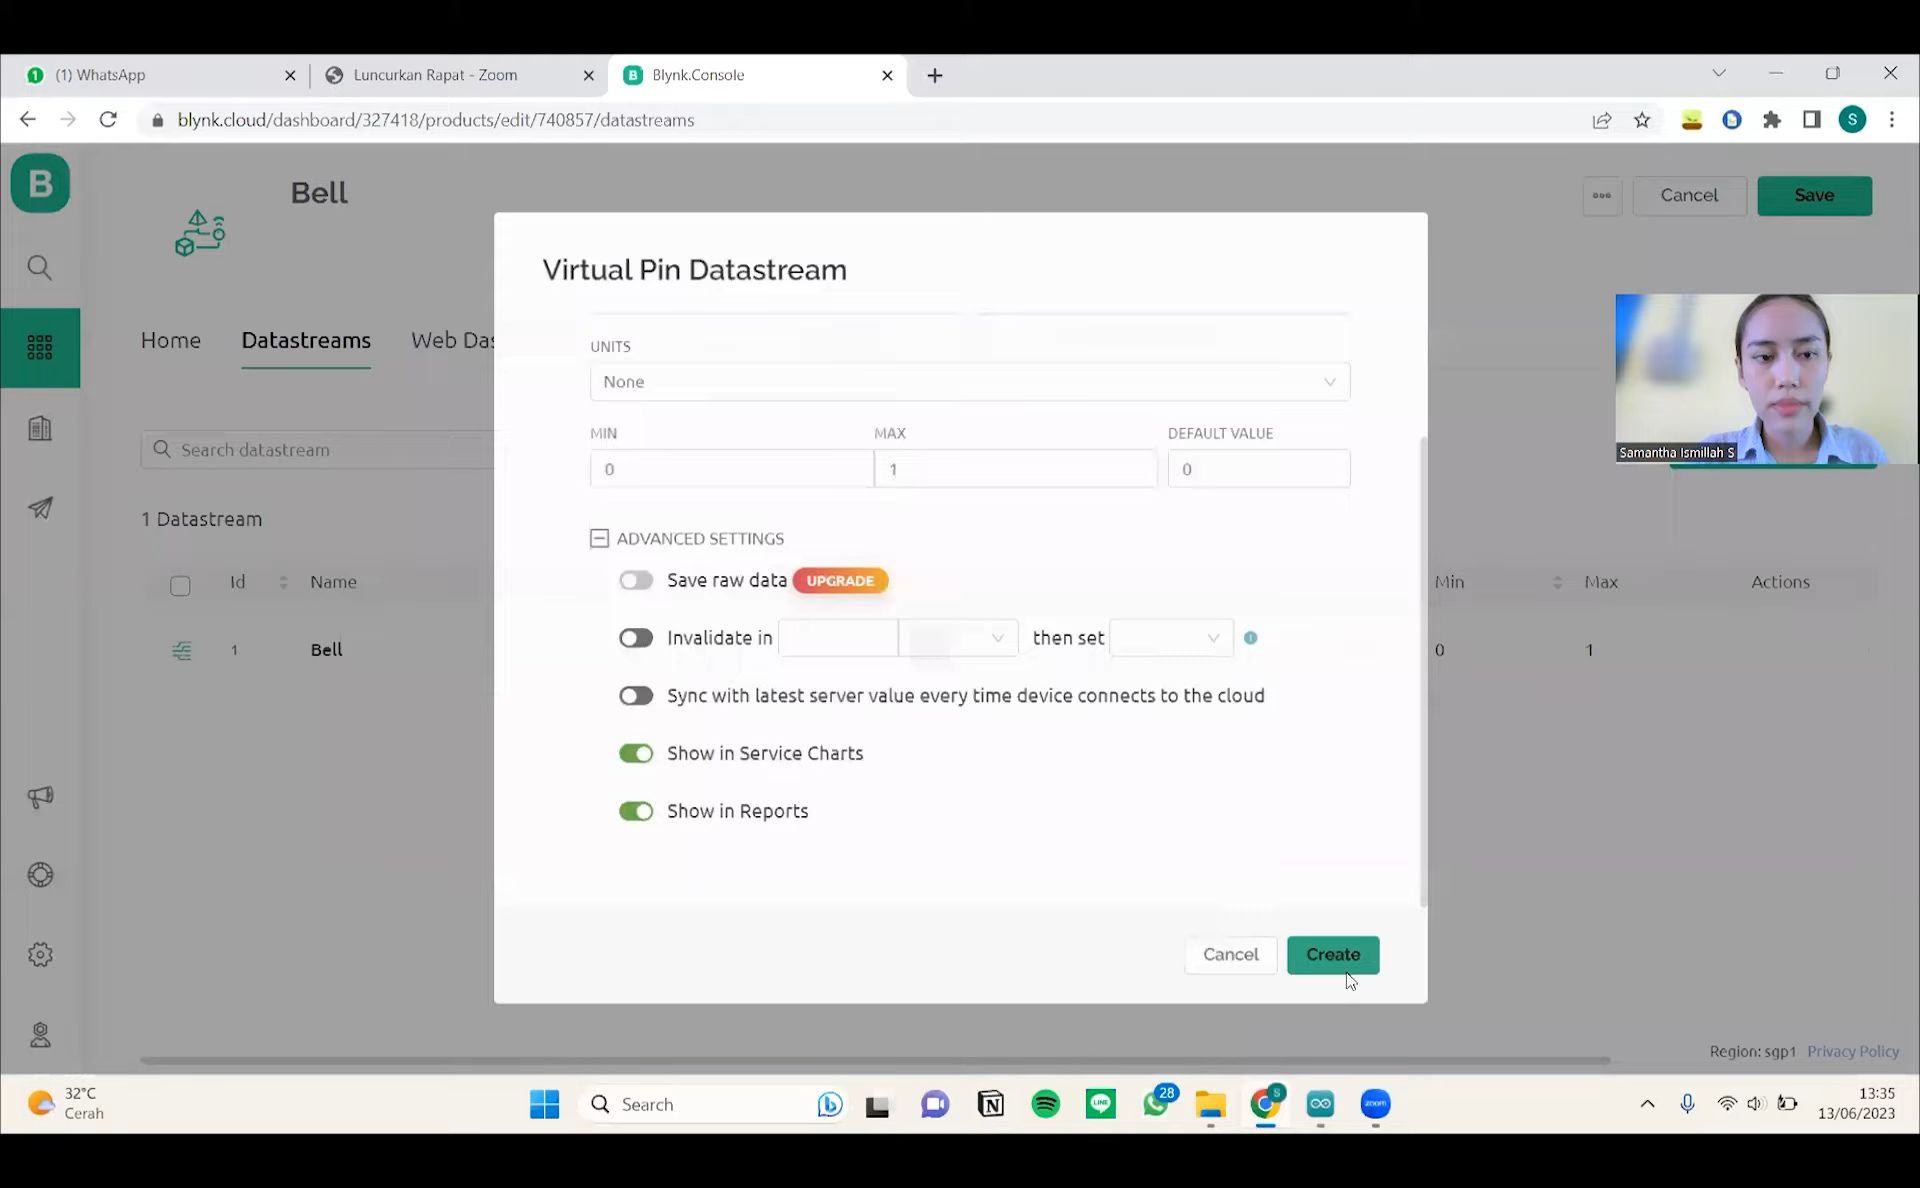 (1) WhatsApp
Luncurkan Rapat - Zoom
B Blynk.Console
blynk.cloud/dashboard/327418/products/edit/740857/datastreams
S
B
Bell
Cancel
Save
Virtual Pin Datastream
Home
Datastreams
Web Das
UNITS
None
MIN
MAX
DEFAULT VALUE
0
1
0
Search datastream
Samantha Ismillah S
1 Datastream
ADVANCED SETTINGS
Id
Name
Save raw data UPGRADE
Min
Max
Actions
1
Bell
Invalidate in
then set
0
1
Sync with latest server value every time device connects to the cloud
Show in Service Charts
Show in Reports
Cancel
Create
Region: sgp1 Privacy Policy
32°C
Cerah
Search
28
S
zoom
13:35
13/06/2023